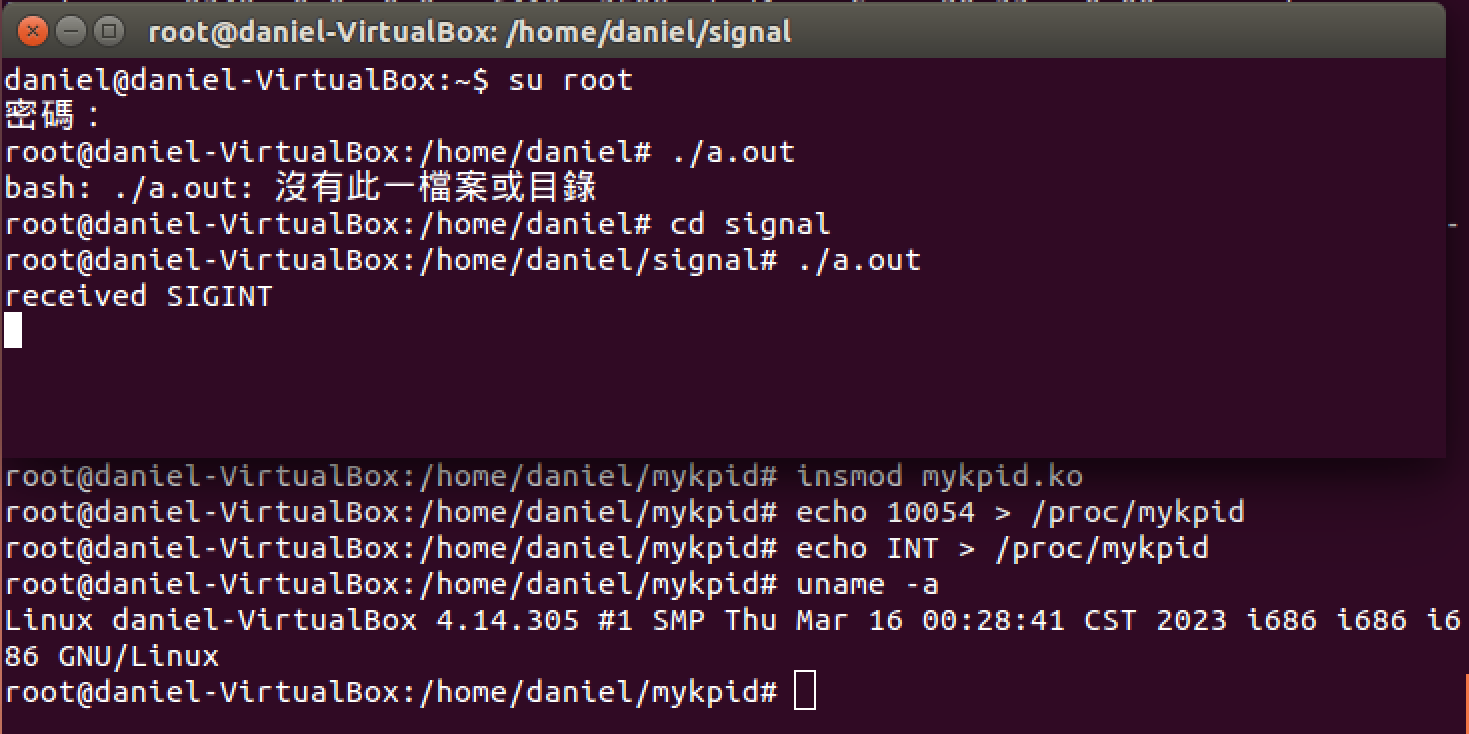 root@daniel-VirtualBox: /home/daniel/signal
daniel@daniel-VirtualBox:~$ su root
密碼：
root@daniel-VirtualBox:/home/daniel# ./a.out
bash: ./a.out: 沒有此一檔案或目錄
root@daniel-VirtualBox:/home/daniel# cd signal
root@daniel-VirtualBox:/home/daniel/signal# ./a.out
received SIGINT
root@daniel-VirtualBox:/home/daniel/mykpid# insmod mykpid.ko
root@daniel-VirtualBox:/home/daniel/mykpid# echo 10054 > /proc/mykpid
root@daniel-VirtualBox:/home/daniel/mykpid# echo INT > /proc/mykpid
root@daniel-VirtualBox:/home/daniel/mykpid# uname -a
Linux daniel-VirtualBox 4.14.305 #1 SMP Thu Mar 16 00:28:41 CST 2023 i686 i686 i6
86 GNU/Linux
root@daniel-VirtualBox:/home/daniel/mykpid#